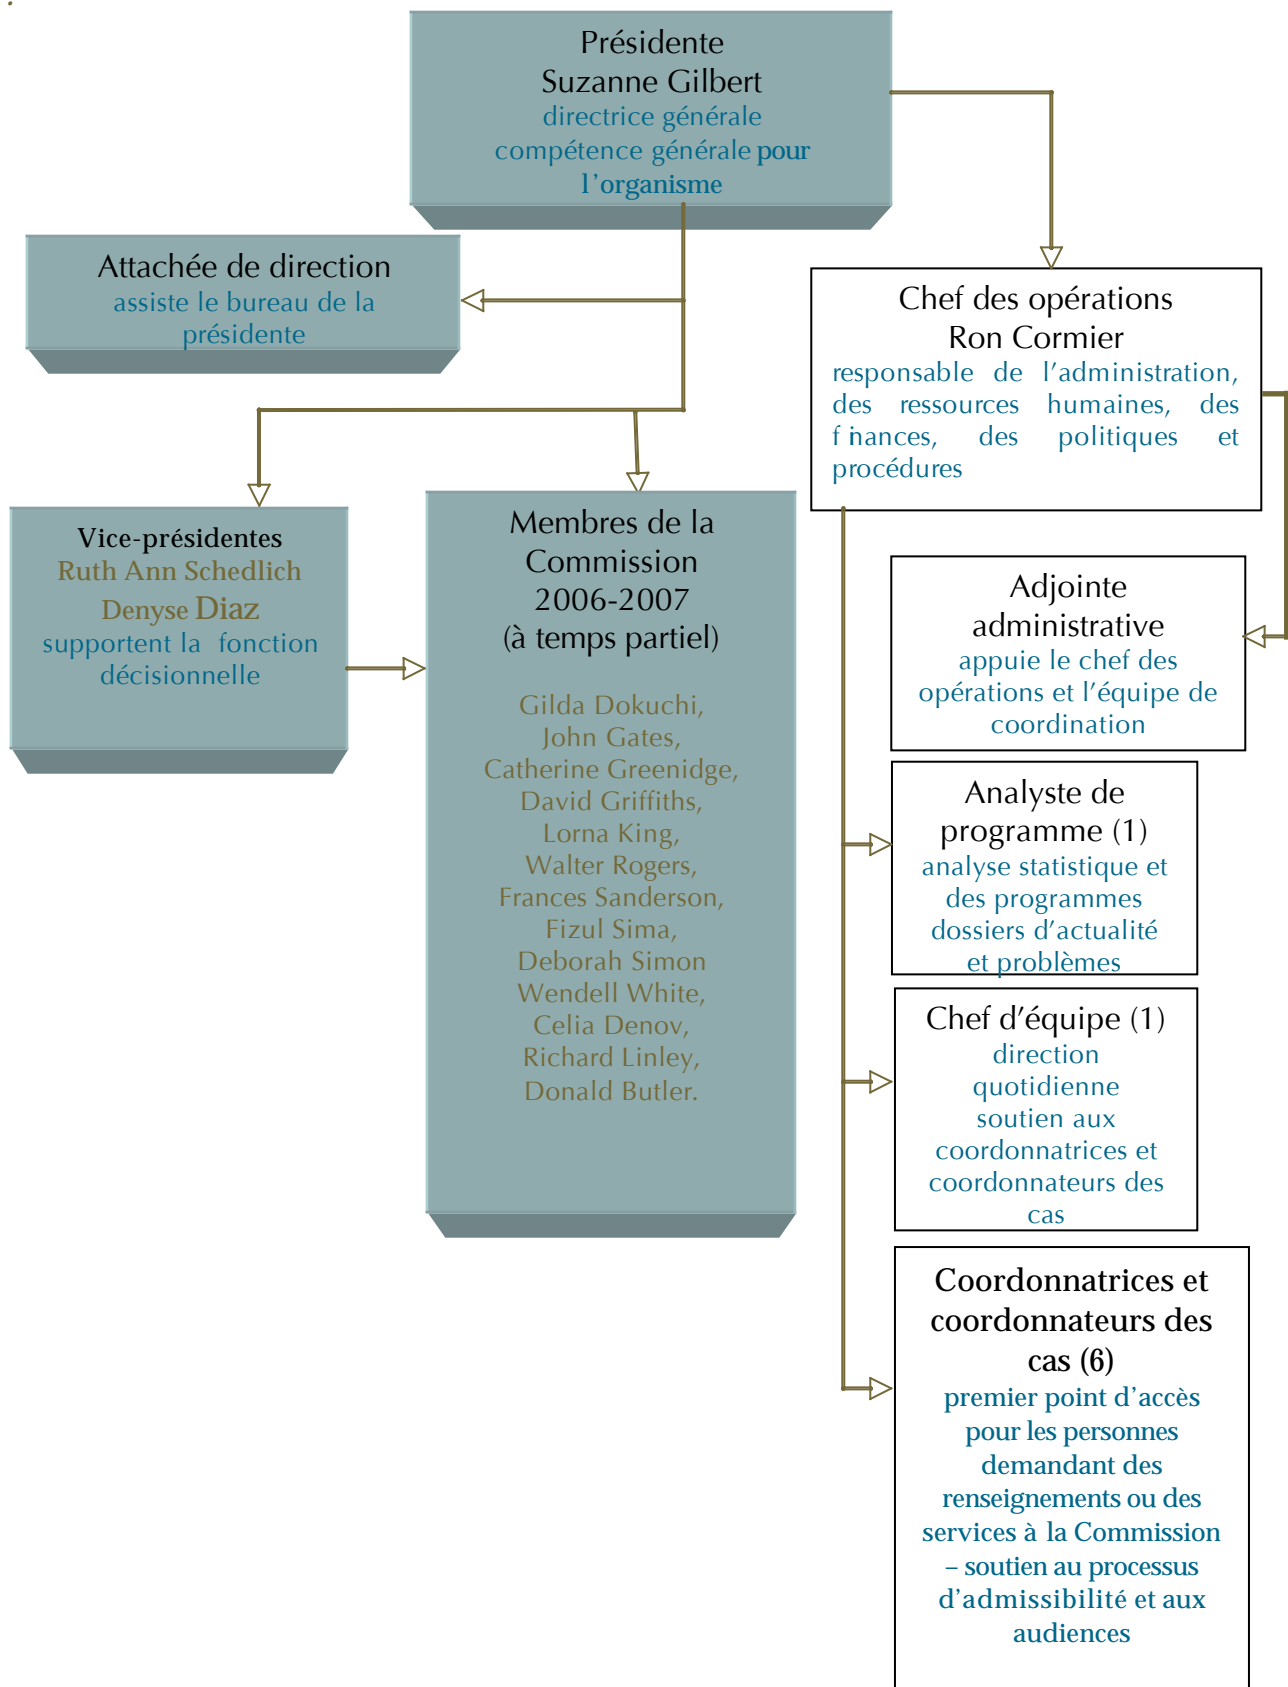 Présidente
Suzanne Gilbert
directrice générale
compétence générale pour
l'organisme
Attachée de direction
assiste le bureau de la
présidente
Chef des opérations
Ron Cormier
responsable de l'administration,
des ressources humaines, des
finances, des politiques et
procédures
Vice-présidentes
Ruth Ann Schedlich
Denyse Diaz
supportent la fonction
décisionnelle
Membres de la
Commission
2006-2007
(à temps partiel)
Gilda Dokuchi,
John Gates,
Catherine Greenidge,
David Griffiths,
Lorna King,
Walter Rogers,
Frances Sanderson,
Fizul Sima,
Deborah Simon
Wendell White,
Celia Denov,
Richard Linley,
Donald Butler.
Adjointe
administrative
appuie le chef des
opérations et l'équipe de
coordination
Analyste de
programme (1)
analyse statistique et
des programmes
dossiers d'actualité
et problèmes
Chef d'équipe (1)
direction
quotidienne
soutien aux
coordonnatrices et
coordonnateurs des
cas
Coordonnatrices et
coordonnateurs des
cas (6)
premier point d'accès
pour les personnes
demandant des
renseignements ou des
services à la Commission
– soutien au processus
d'admissibilité et aux
audiences